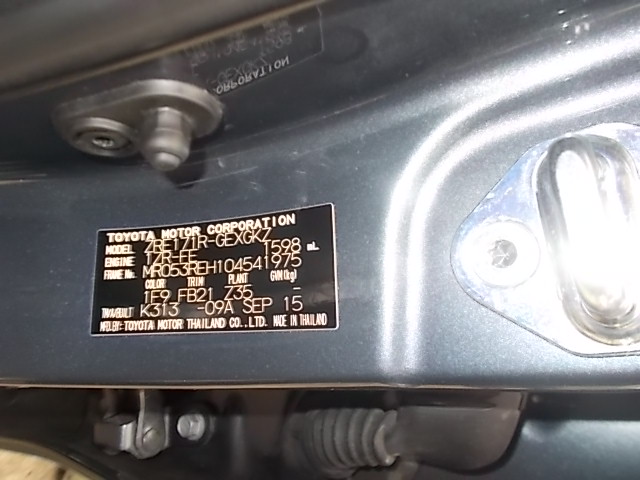 TOYOTA MOTOR CORPORATION
MODEL ZRE171R-GEXGKZ
ENGINE 1ZR-FE 1598 mL
FRAME No. MR053REH104541975
COLOR TRIM PLANT GVM(kg)
1F9 FB21 Z35 -
TM/A/BUILT K313 -09A SEP 15
MFD.BY:TOYOTA MOTOR THAILAND CO.,LTD. MADE IN THAILAND
CORPORATION